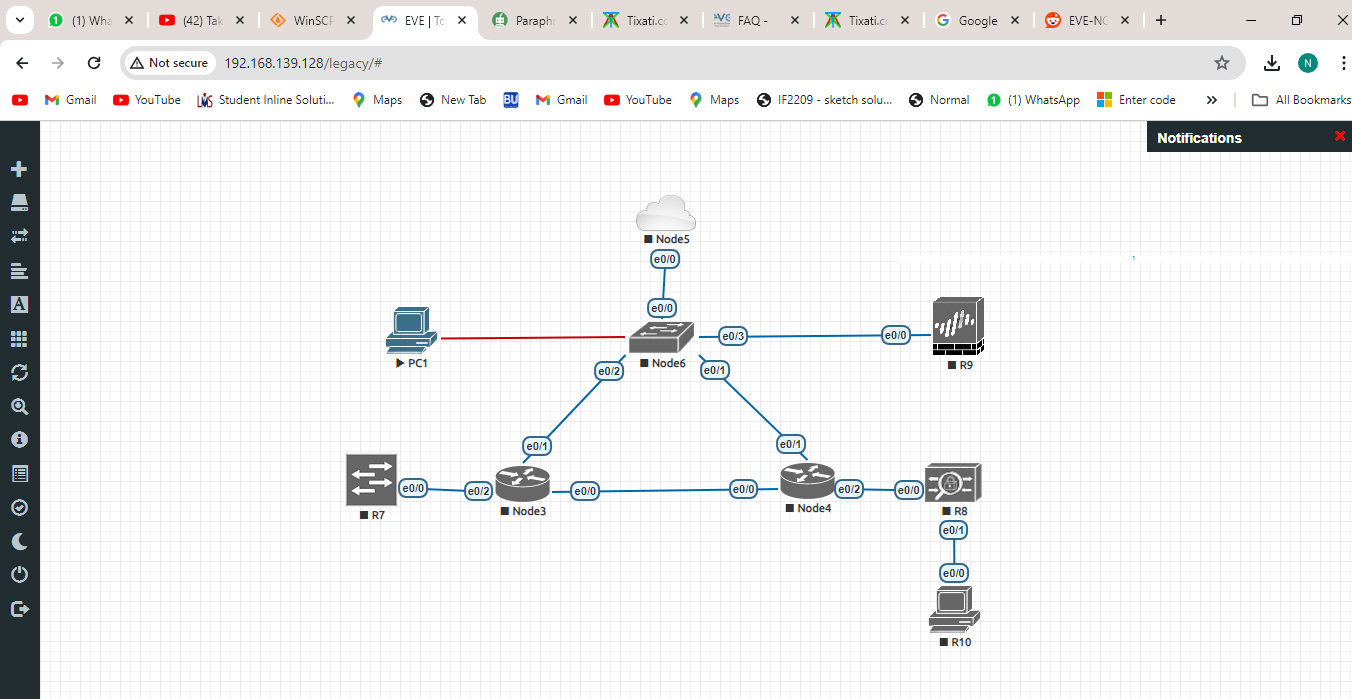 (1) Wha
(42) Tak
WinSCP
EVE | To
Paraphr
Tixati.co
FAQ -
Tixati.co
Google
EVE-NG
Not secure
192.168.139.128/legacy/#
N
Gmail
YouTube
Student Inline Soluti...
Maps
New Tab
BU
Gmail
YouTube
Maps
IF2209 - sketch solu...
Normal
(1) WhatsApp
Enter code
All Bookmarks
Notifications
Node5
e0/0
e0/0
PC1
Node6
e0/3
e0/0
R9
e0/2
e0/1
e0/1
e0/1
R7
e0/0
e0/2
Node3
e0/0
e0/0
Node4
e0/2
e0/0
R8
e0/1
e0/0
R10